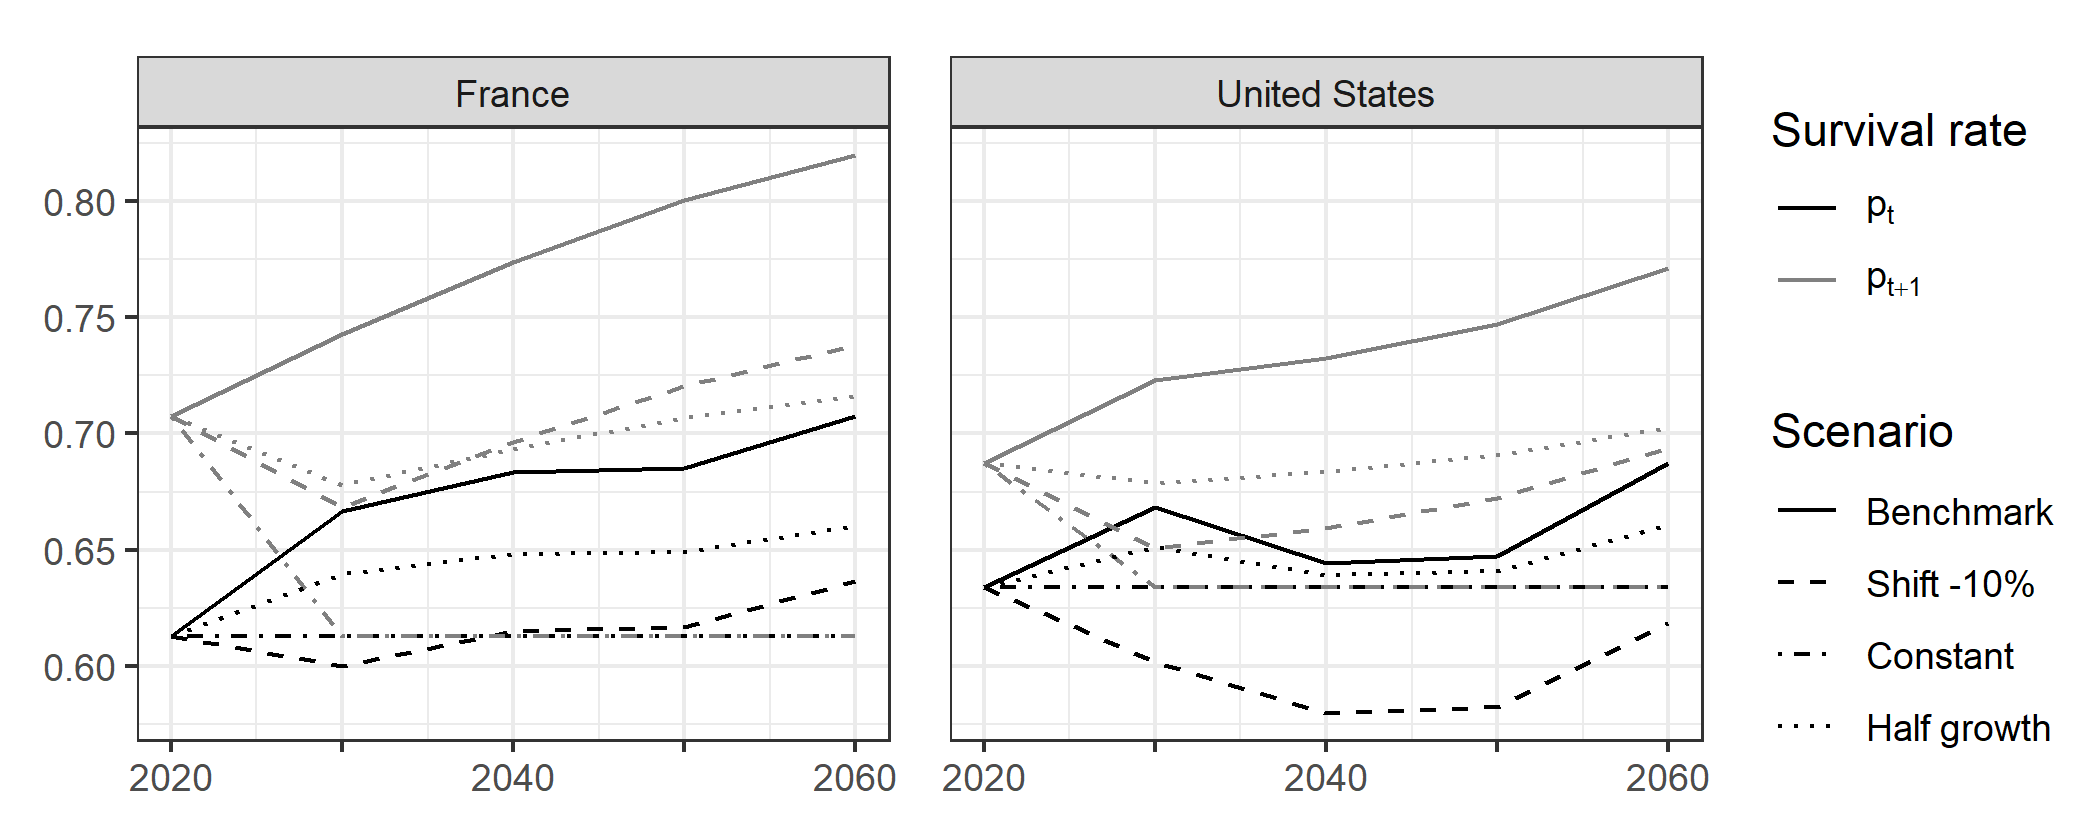 France
United States
0.80
0.75
0.70
0.65
0.60
2020
2040
2060
2020
2040
2060
Survival rate
pt
pt+1
Scenario
Benchmark
Shift -10%
Constant
Half growth